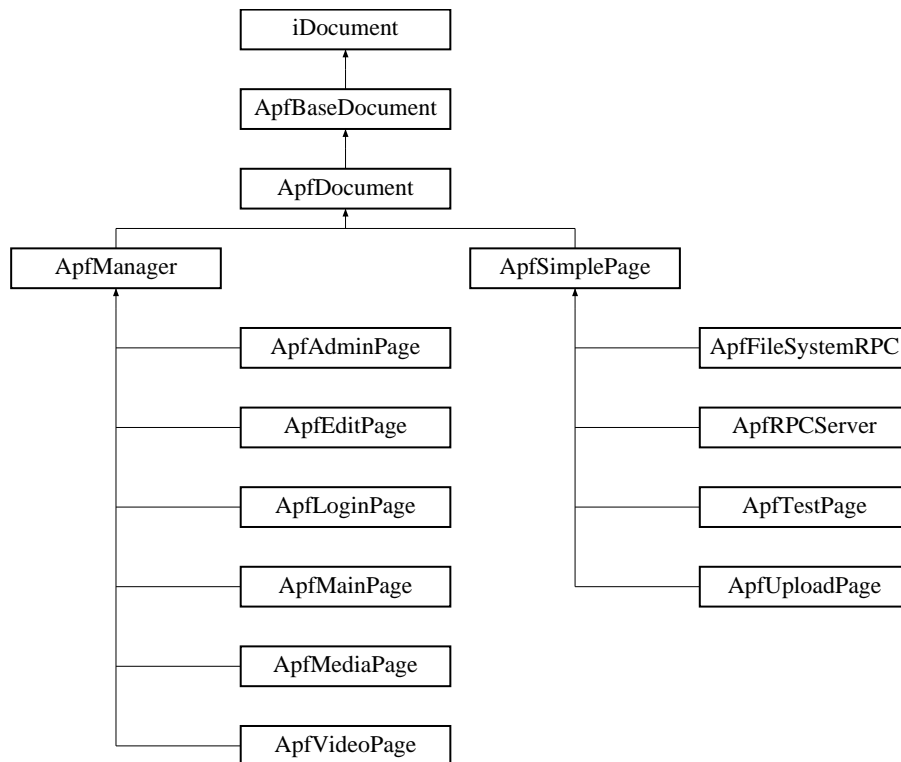 iDocument
ApfBaseDocument
ApfDocument
ApfManager
ApfSimplePage
ApfAdminPage
ApfFileSystemRPC
ApfEditPage
ApfRPCServer
ApfLoginPage
ApfTestPage
ApfMainPage
ApfUploadPage
ApfMediaPage
ApfVideoPage